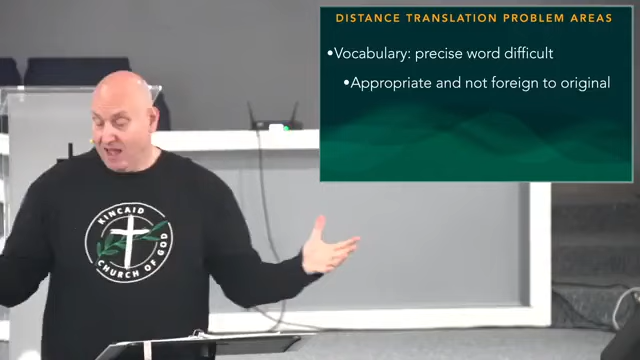 DISTANCE TRANSLATION PROBLEM AREAS
•Vocabulary: precise word difficult
•Appropriate and not foreign to original
KINCAID
CHURCH OF GOD